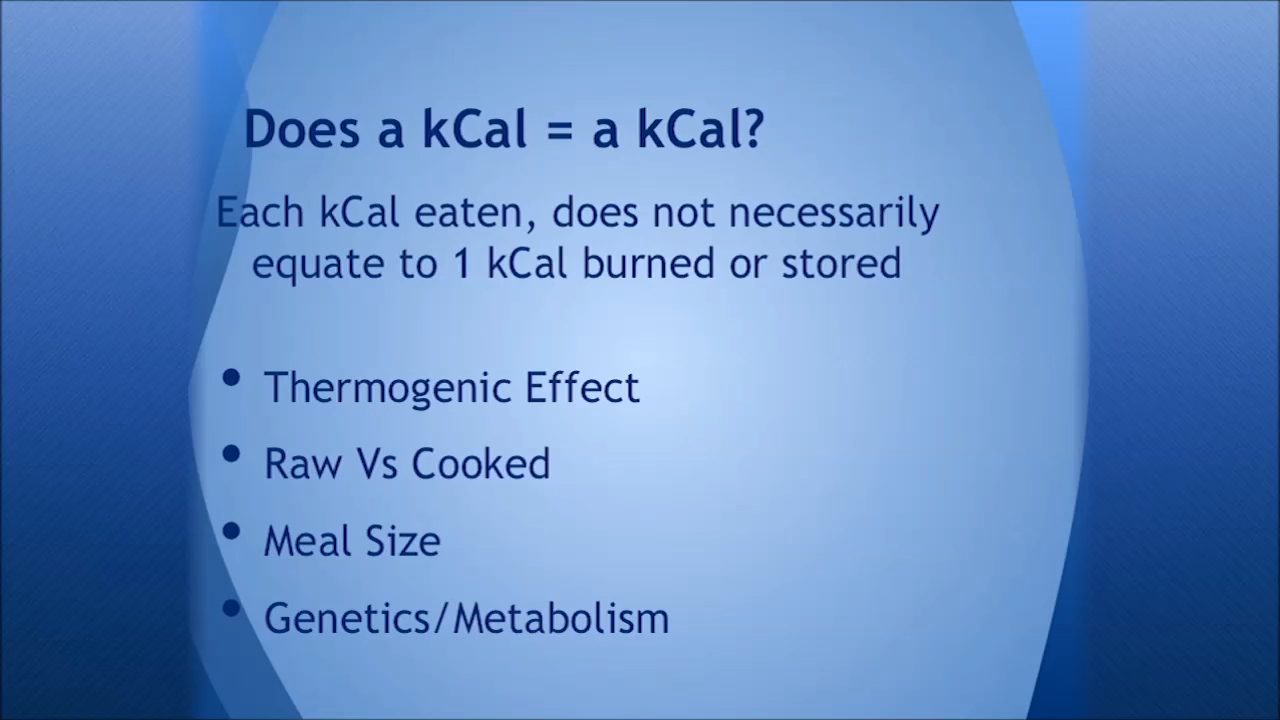 Does a kCal = a kCal?
Each kCal eaten, does not necessarily
equate to 1 kCal burned or stored
• Thermogenic Effect
• Raw Vs Cooked
• Meal Size
• Genetics/Metabolism